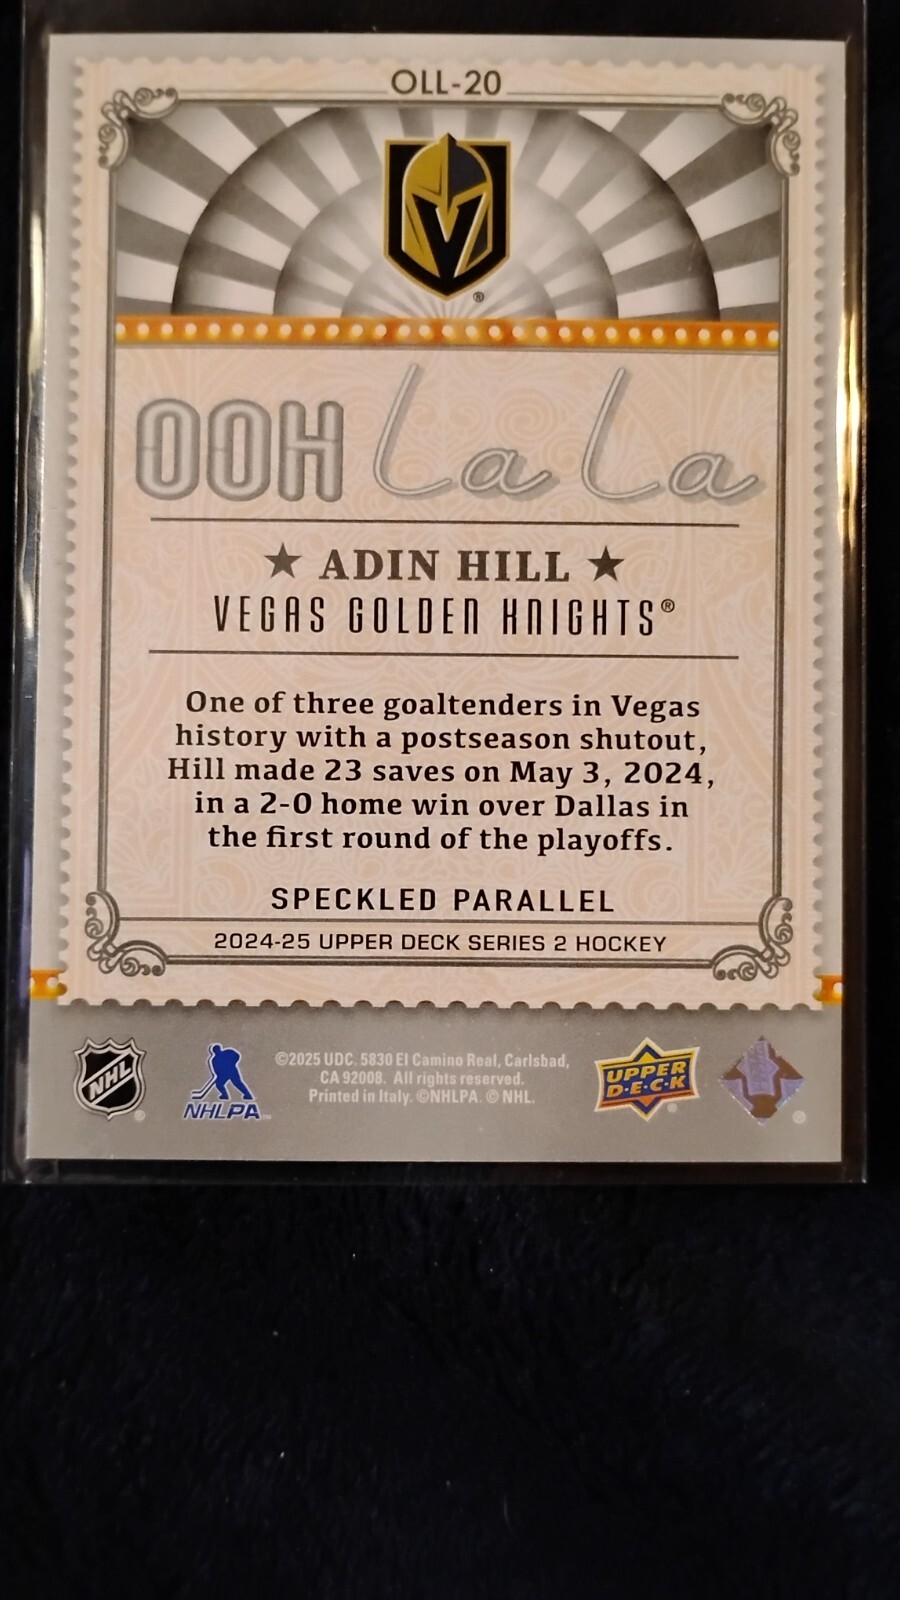 OLL-20
®
OOH La La
★ ADIN HILL ★
VEGAS GOLDEN KNIGHTS®
One of three goaltenders in Vegas
history with a postseason shutout,
Hill made 23 saves on May 3, 2024,
in a 2-0 home win over Dallas in
the first round of the playoffs.
SPECKLED PARALLEL
2024-25 UPPER DECK SERIES 2 HOCKEY
NHL ®
NHLPA™
©2025 UDC. 5830 El Camino Real, Carlsbad,
CA 92008. All rights reserved.
Printed in Italy. ©NHLPA. © NHL.
UPPER
D•E•C•K ®
®